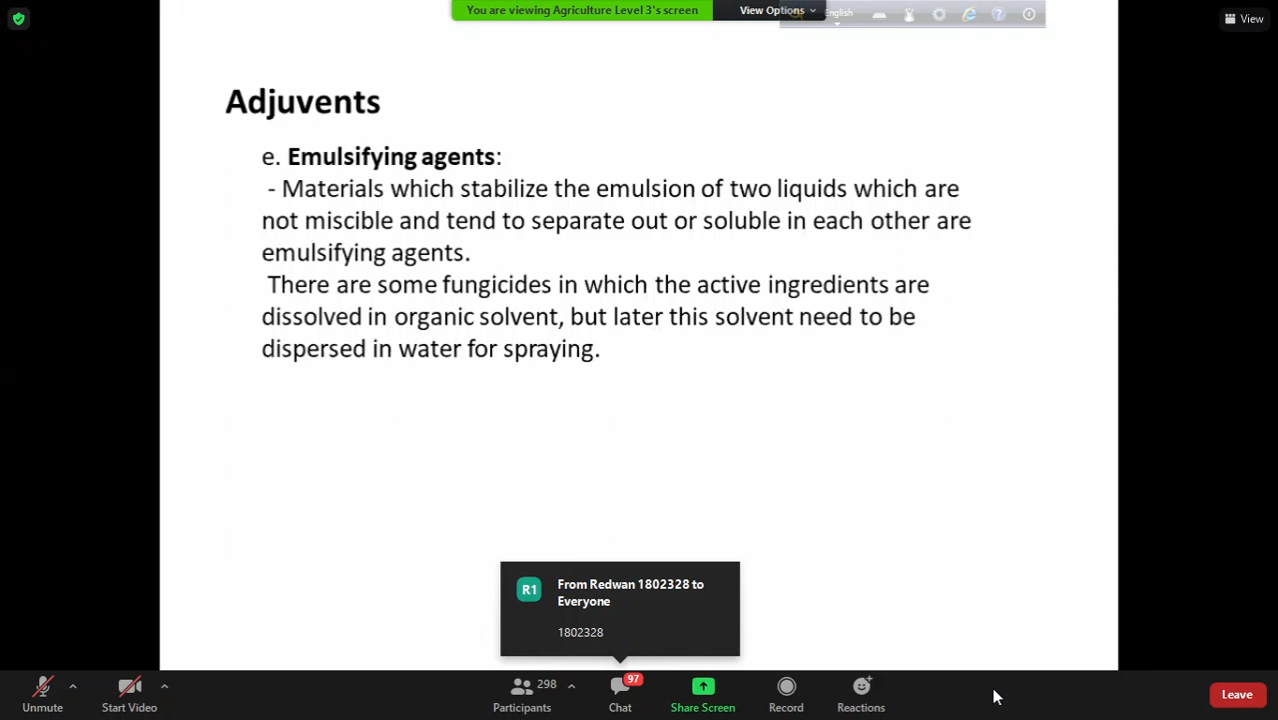 You are viewing Agriculture Level 3's screen
View Options
English
View
Adjuvents
e. Emulsifying agents:
- Materials which stabilize the emulsion of two liquids which are
not miscible and tend to separate out or soluble in each other are
emulsifying agents.
There are some fungicides in which the active ingredients are
dissolved in organic solvent, but later this solvent need to be
dispersed in water for spraying.
R1
From Redwan 1802328 to
Everyone
1802328
298
97
Unmute
Start Video
Participants
Chat
Share Screen
Record
Reactions
Leave